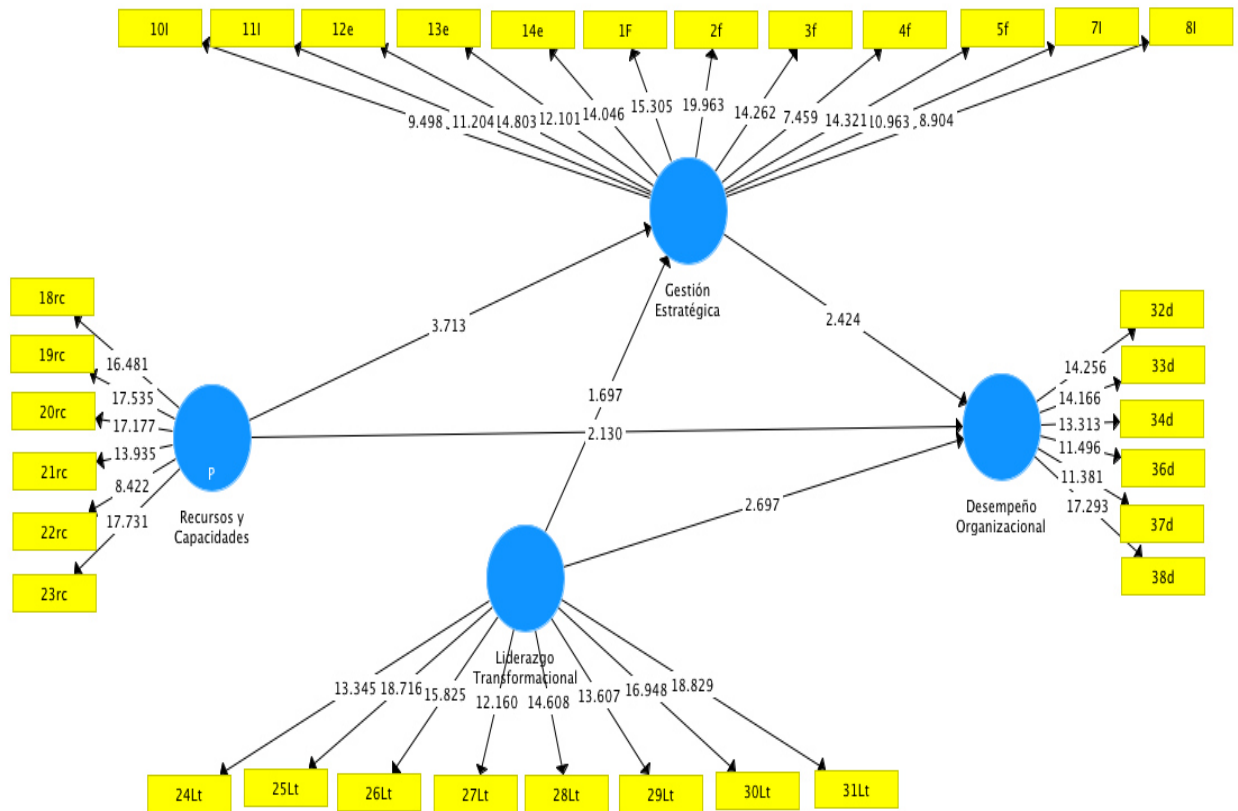 10l
11l
12e
13e
14e
1F
2f
3f
4f
5f
7l
8l
9.498
11.204
14.803
12.101
14.046
15.305
19.963
14.262
7.459
14.321
10.963
8.904
Gestión
Estratégica
3.713
1.697
2.424
2.130
2.697
18rc
19rc
20rc
21rc
22rc
23rc
16.481
17.535
17.177
13.935
8.422
17.731
P
Recursos y
Capacidades
32d
33d
34d
36d
37d
38d
14.256
14.166
13.313
11.496
11.381
17.293
Desempeño
Organizacional
Liderazgo
Transformacional
13.345
18.716
15.825
12.160
14.608
13.607
16.948
18.829
24Lt
25Lt
26Lt
27Lt
28Lt
29Lt
30Lt
31Lt